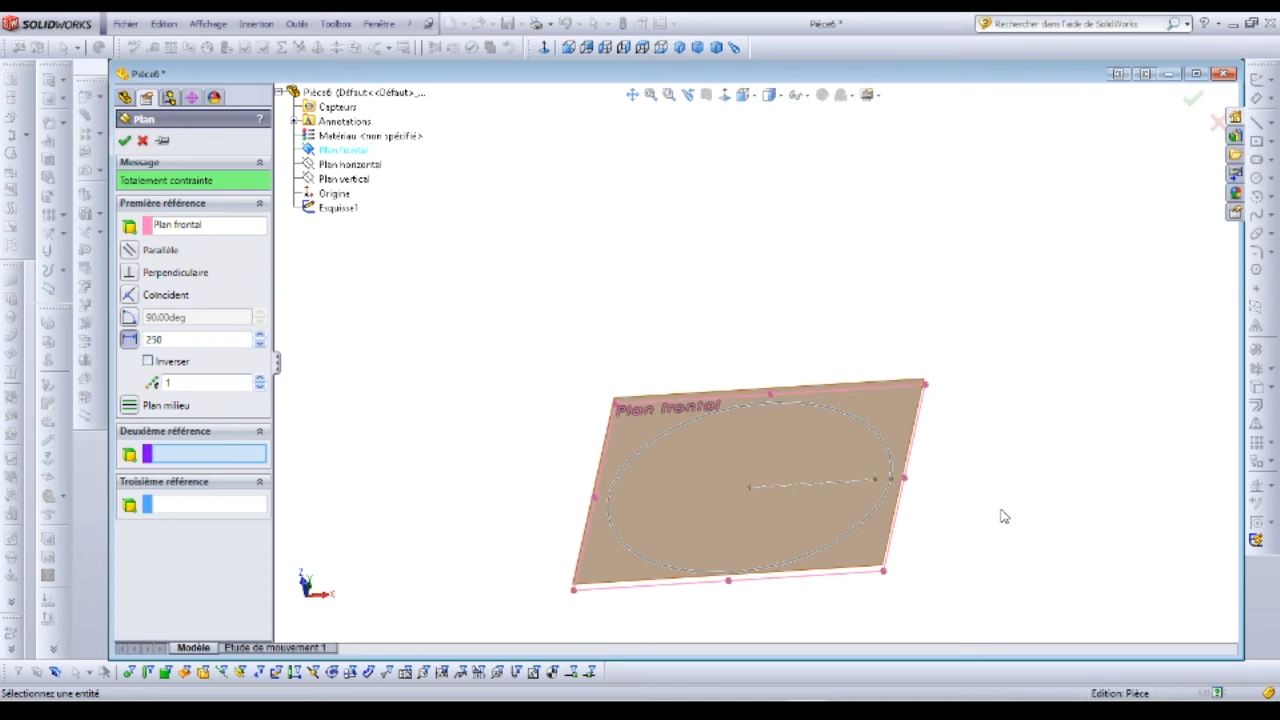 SOLIDWORKS Fichier Edition Affichage Insertion Outils Toolbox Fenêtre ? Pièce6 * Rechercher dans l'aide de SolidWorks
Pièce6 *
Plan ?
Message
Totalement contrainte
Première référence
Plan frontal
Parallèle
Perpendiculaire
Coïncident
90.00deg
250
Inverser
1
Plan milieu
Deuxième référence
Troisième référence
Pièce6 (Défaut<<Défaut>_...
Capteurs
Annotations
Matériau <non spécifié>
Plan frontal
Plan horizontal
Plan vertical
Origine
Esquisse1
Plan frontal
Z
Y
X
Modèle Etude de mouvement 1
Sélectionnez une entité Edition: Pièce